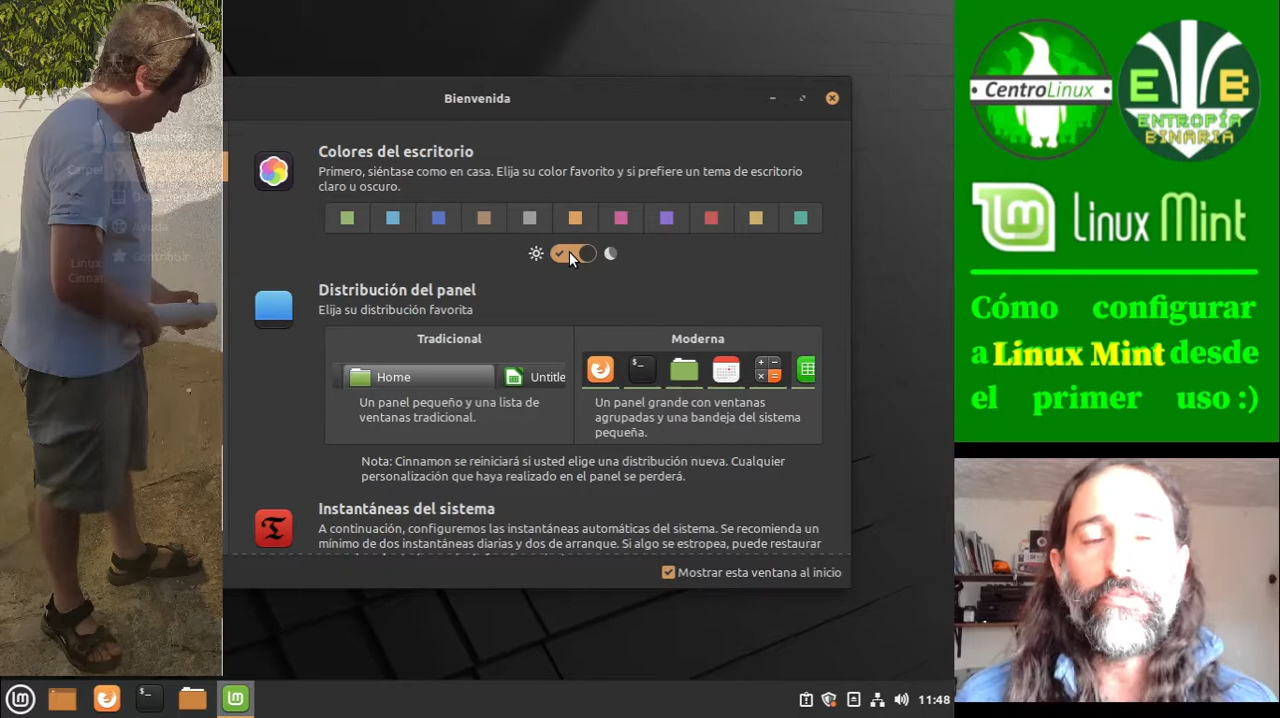 Bienvenida
Colores del escritorio
Primero, siéntase como en casa. Elija su color favorito y si prefiere un tema de escritorio
claro u oscuro.
Distribución del panel
Elija su distribución favorita
Tradicional
Home
Untitle
Un panel pequeño y una lista de
ventanas tradicional.
Moderna
Un panel grande con ventanas
agrupadas y una bandeja del sistema
pequeña.
Nota: Cinnamon se reiniciará si usted elige una distribución nueva. Cualquier
personalización que haya realizado en el panel se perderá.
Instantáneas del sistema
A continuación, configuremos las instantáneas automáticas del sistema. Se recomienda un
mínimo de dos instantáneas diarias y dos de arranque. Si algo se estropea, puede restaurar
Mostrar esta ventana al inicio
Ayuda
Contribuir
Linux
11:48
CentroLinux
E B
ENTROPÍA
BINARIA
Linux Mint
Cómo configurar
a Linux Mint desde
el primer uso :)